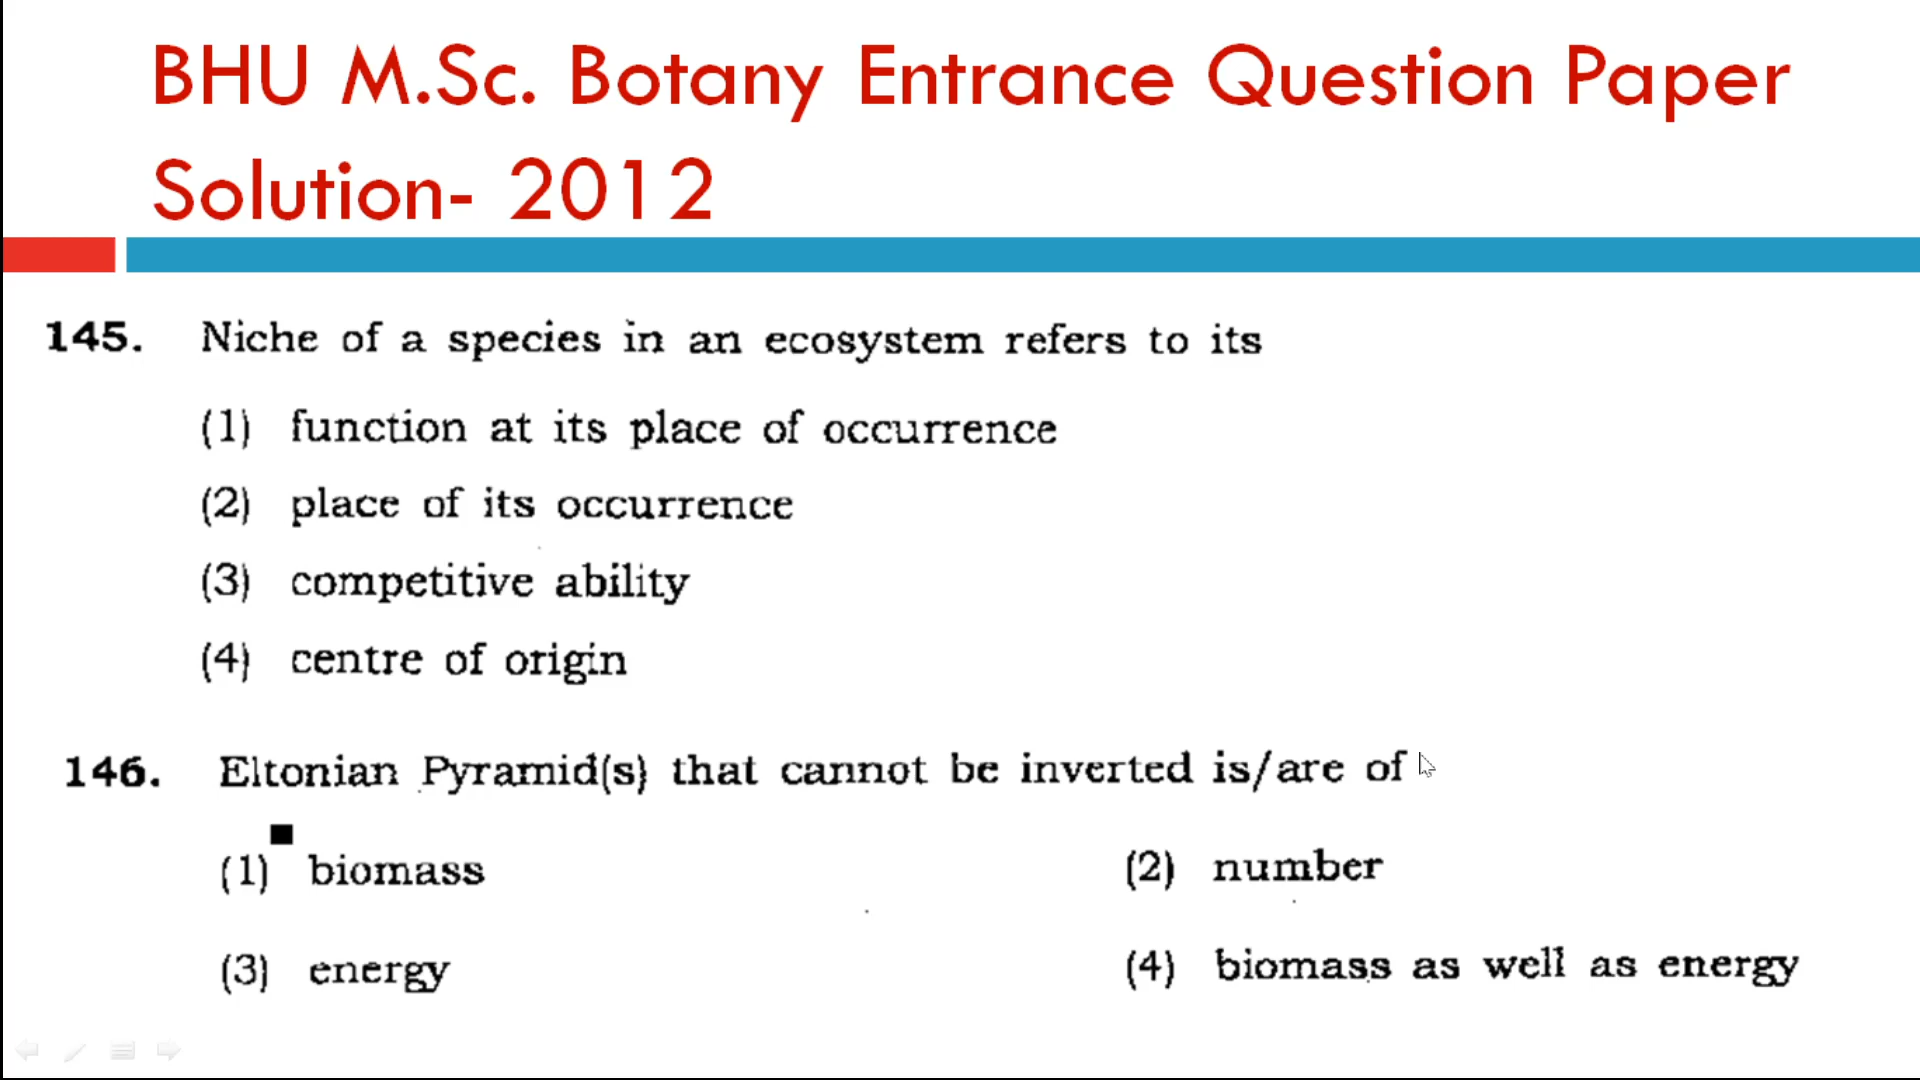 BHU M.Sc. Botany Entrance Question Paper
Solution- 2012
145. Niche of a species in an ecosystem refers to its
(1) function at its place of occurrence
(2) place of its occurrence
(3) competitive ability
(4) centre of origin
146. Eltonian Pyramid(s) that cannot be inverted is/are of
(1) biomass (2) number
(3) energy (4) biomass as well as energy